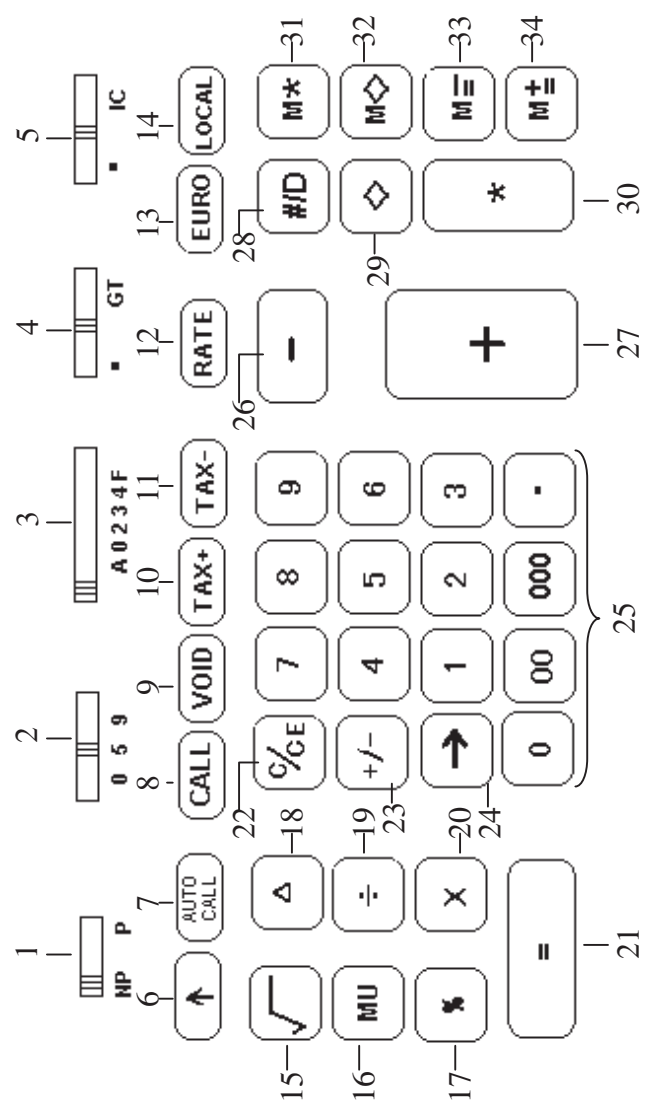 1 2 3 4 5
NP P 0 5 9 A 0 2 3 4 F ▪ GT ▪ IC
6 7 8 9 10 11 12 13 14
↑ AUTO CALL CALL VOID TAX+ TAX- RATE EURO LOCAL
15 √ △ 18 22 C/CE 7 8 9 26 - 28 #/D M* 31
16 MU ÷ 19 23 +/- 4 5 6 29 ◇ M◇ 32
17 % X 20 24 → 1 2 3 27 + 30 * M= 33
21 = 0 00 000 . 25 M±= 34